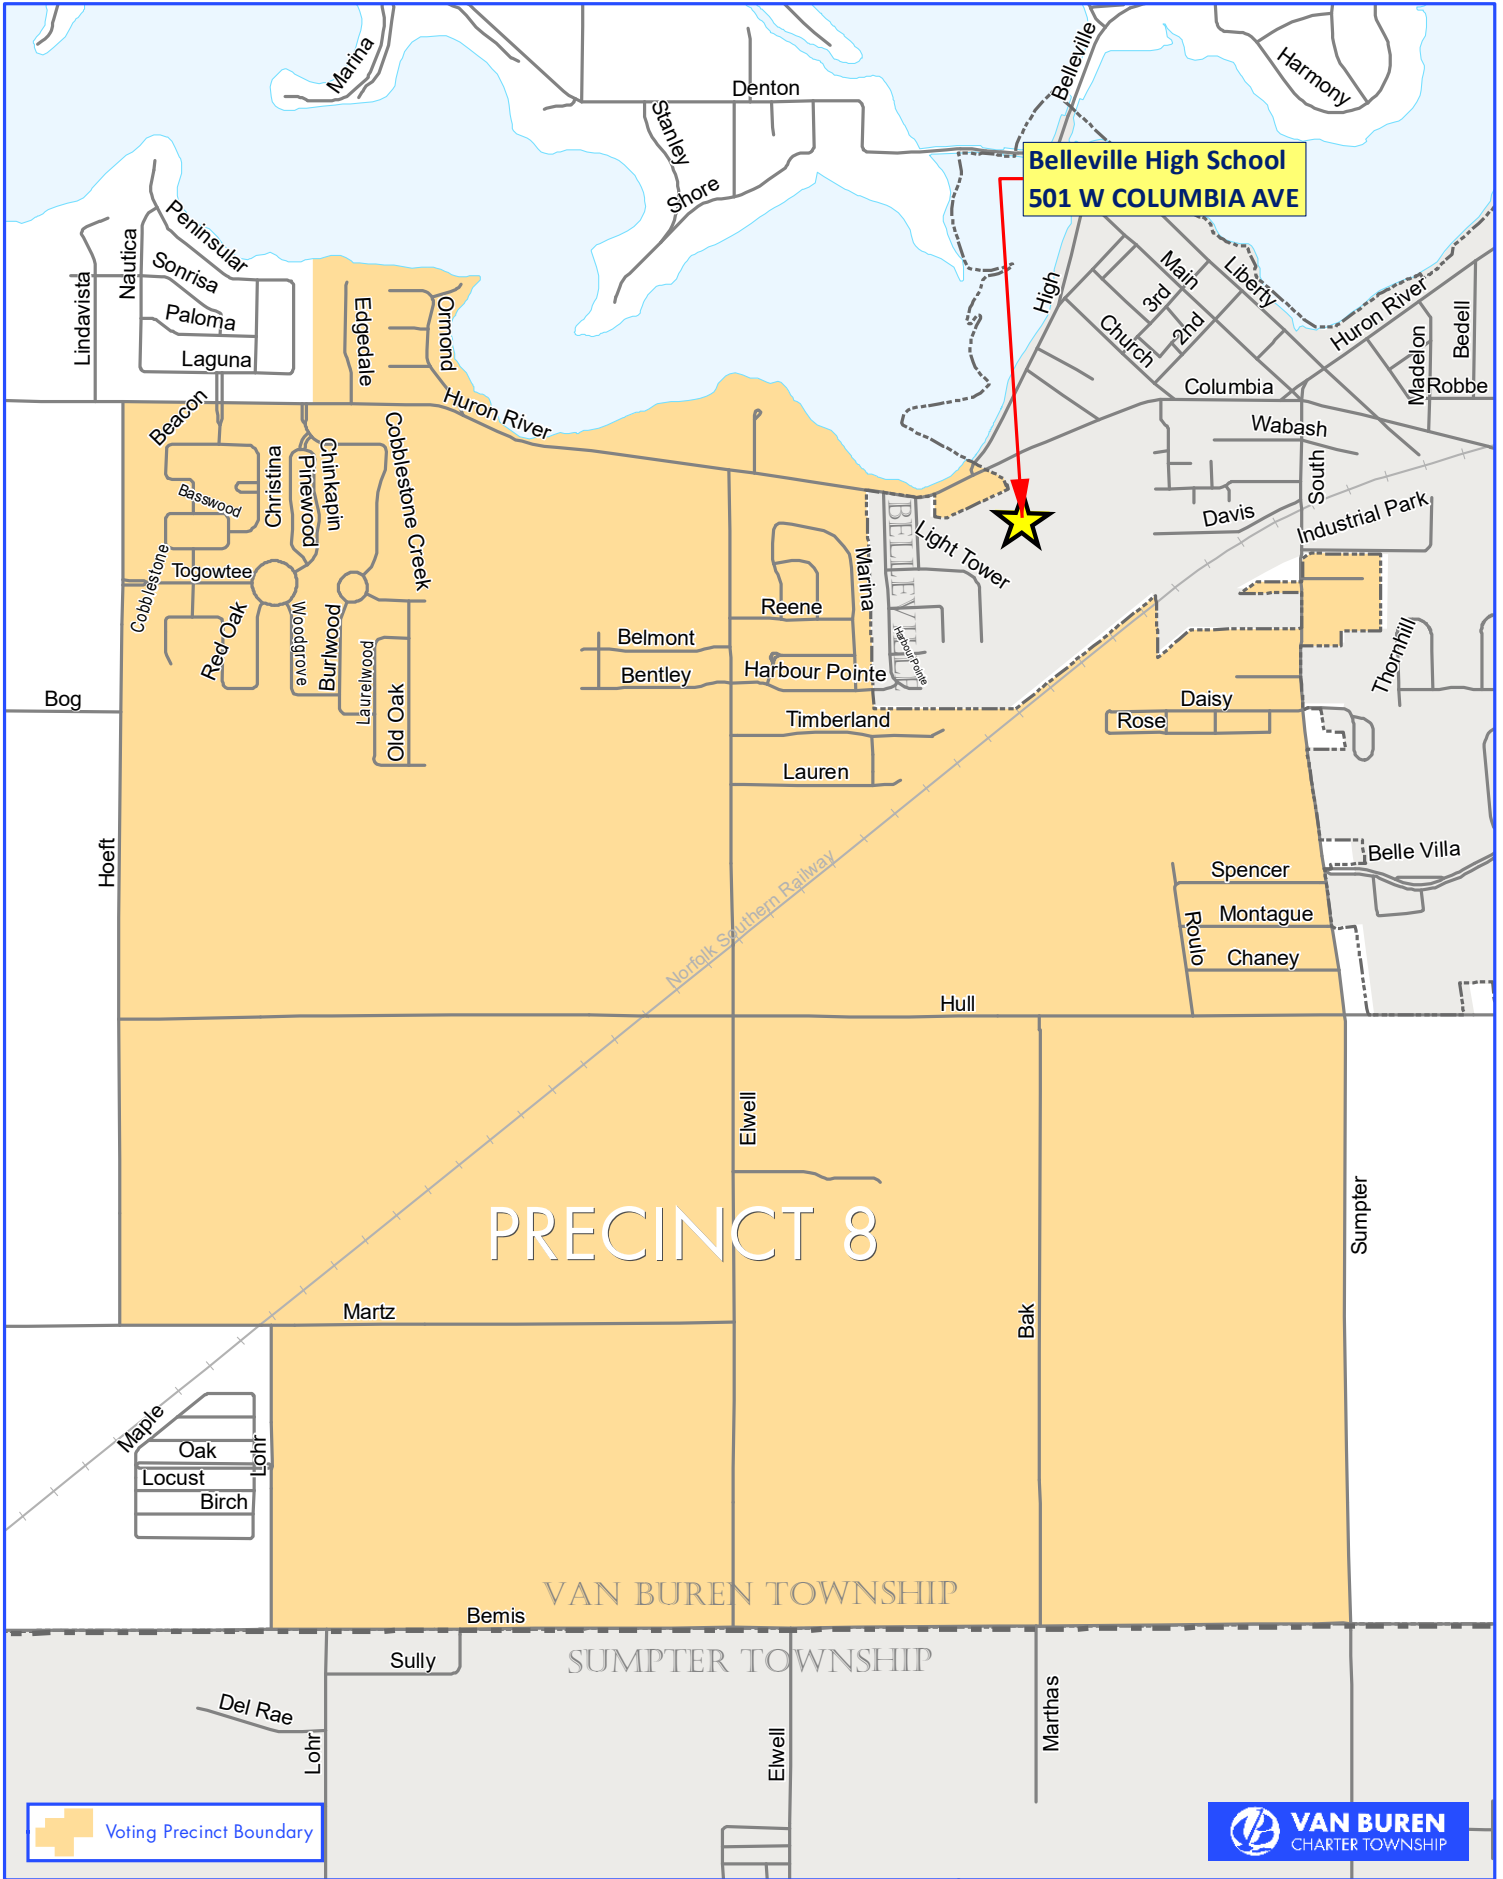 Marina
Denton
Stanley
Shore
Belleville
Harmony
Belleville High School
501 W COLUMBIA AVE
Peninsular
Nautica
Sonrisa
Lindavista
Paloma
Laguna
Edgedale
Ormond
High
Main
Liberty
3rd
2nd
Church
Huron River
Bedell
Madelon
Columbia
Robbe
Huron River
Beacon
Wabash
Cobblestone Creek
Chinkapin
Pinewood
Christina
Basswood
South
Industrial Park
Davis
BELLEVILLE
Light Tower
Marina
Cobblestone
Togowtee
Red Oak
Woodgrove
Burlwood
Laurelwood
Old Oak
Reene
Belmont
Bentley
Harbour Pointe
Harbour Pointe
Thornhill
Bog
Timberland
Daisy
Rose
Lauren
Hoeft
Norfolk Southern Railway
Belle Villa
Spencer
Montague
Roulo
Chaney
Hull
Elwell
PRECINCT 8
Sumpter
Martz
Bak
Maple
Oak
Lohr
Locust
Birch
VAN BUREN TOWNSHIP
Bemis
SUMPTER TOWNSHIP
Sully
Del Rae
Lohr
Elwell
Marthas
Voting Precinct Boundary
VAN BUREN
CHARTER TOWNSHIP